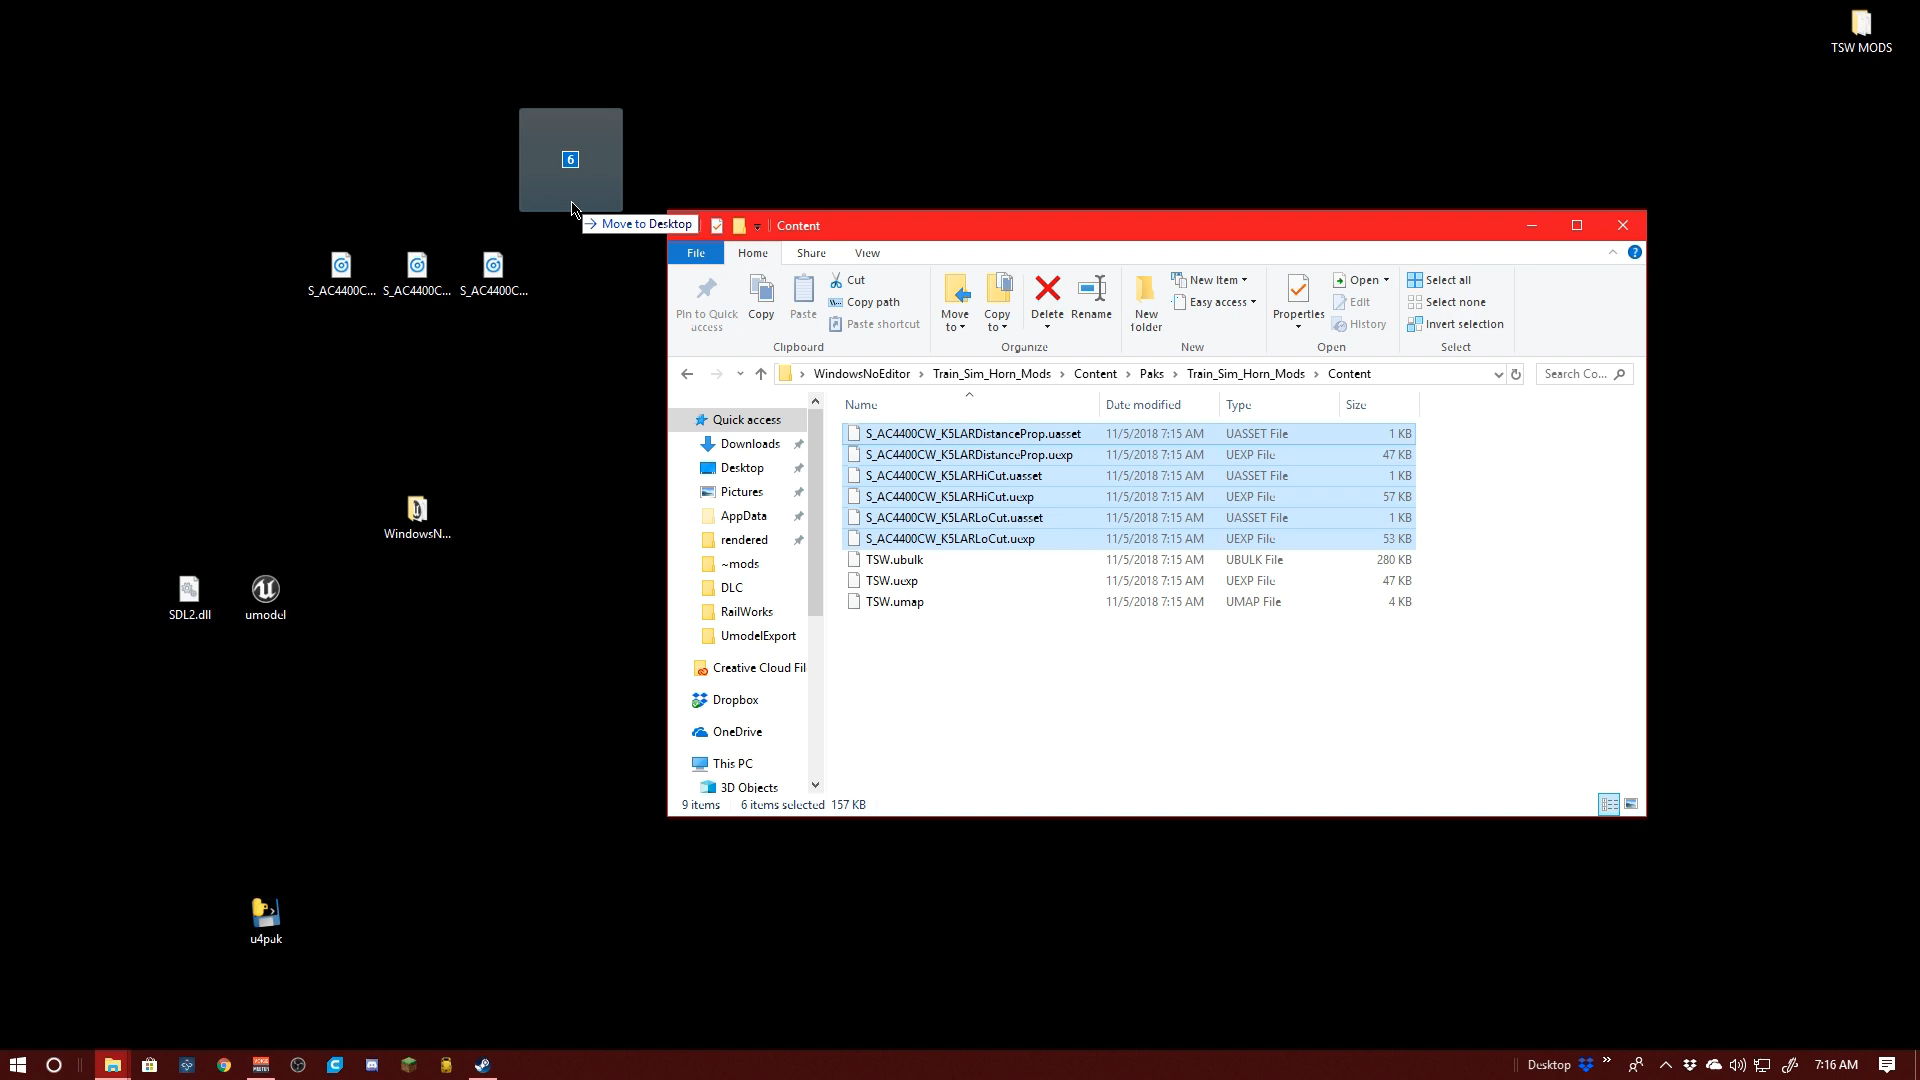 TSW MODS
6
Move to Desktop
Content
S_AC4400C...
S_AC4400C...
S_AC4400C...
File
Home
Share
View
Pin to Quick
access
Copy
Paste
Cut
Copy path
Paste shortcut
Clipboard
Move
to
Copy
to
Delete
Rename
Organize
New
folder
New item
Easy access
New
Properties
Open
Edit
History
Open
Select all
Select none
Invert selection
Select
WindowsNoEditor
Train_Sim_Horn_Mods
Content
Paks
Train_Sim_Horn_Mods
Content
Search Co...
Name
Date modified
Type
Size
Quick access
Downloads
Desktop
Pictures
AppData
rendered
~mods
DLC
RailWorks
UmodelExport
Creative Cloud Fil
Dropbox
OneDrive
This PC
3D Objects
S_AC4400CW_K5LARDistanceProp.uasset 11/5/2018 7:15 AM UASSET File 1 KB
S_AC4400CW_K5LARDistanceProp.uexp 11/5/2018 7:15 AM UEXP File 47 KB
S_AC4400CW_K5LARHiCut.uasset 11/5/2018 7:15 AM UASSET File 1 KB
S_AC4400CW_K5LARHiCut.uexp 11/5/2018 7:15 AM UEXP File 57 KB
S_AC4400CW_K5LARLoCut.uasset 11/5/2018 7:15 AM UASSET File 1 KB
S_AC4400CW_K5LARLoCut.uexp 11/5/2018 7:15 AM UEXP File 53 KB
TSW.ubulk 11/5/2018 7:15 AM UBULK File 280 KB
TSW.uexp 11/5/2018 7:15 AM UEXP File 47 KB
TSW.umap 11/5/2018 7:15 AM UMAP File 4 KB
9 items
6 items selected 157 KB
WindowsN...
SDL2.dll
umodel
u4pak
Desktop
7:16 AM